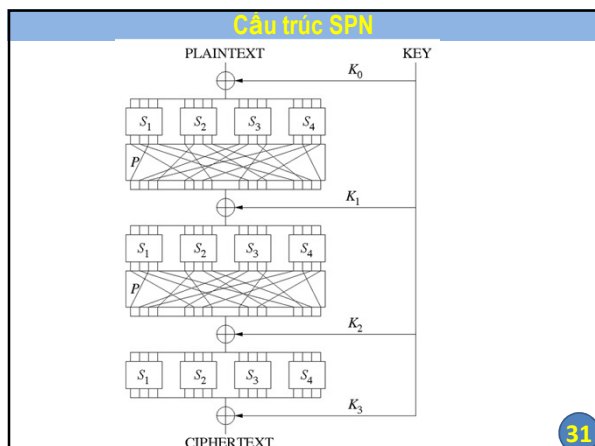 Cấu trúc SPN
PLAINTEXT KEY
K0
S1 S2 S3 S4
P
K1
S1 S2 S3 S4
P
K2
S1 S2 S3 S4
K3
CIPHERTEXT
31